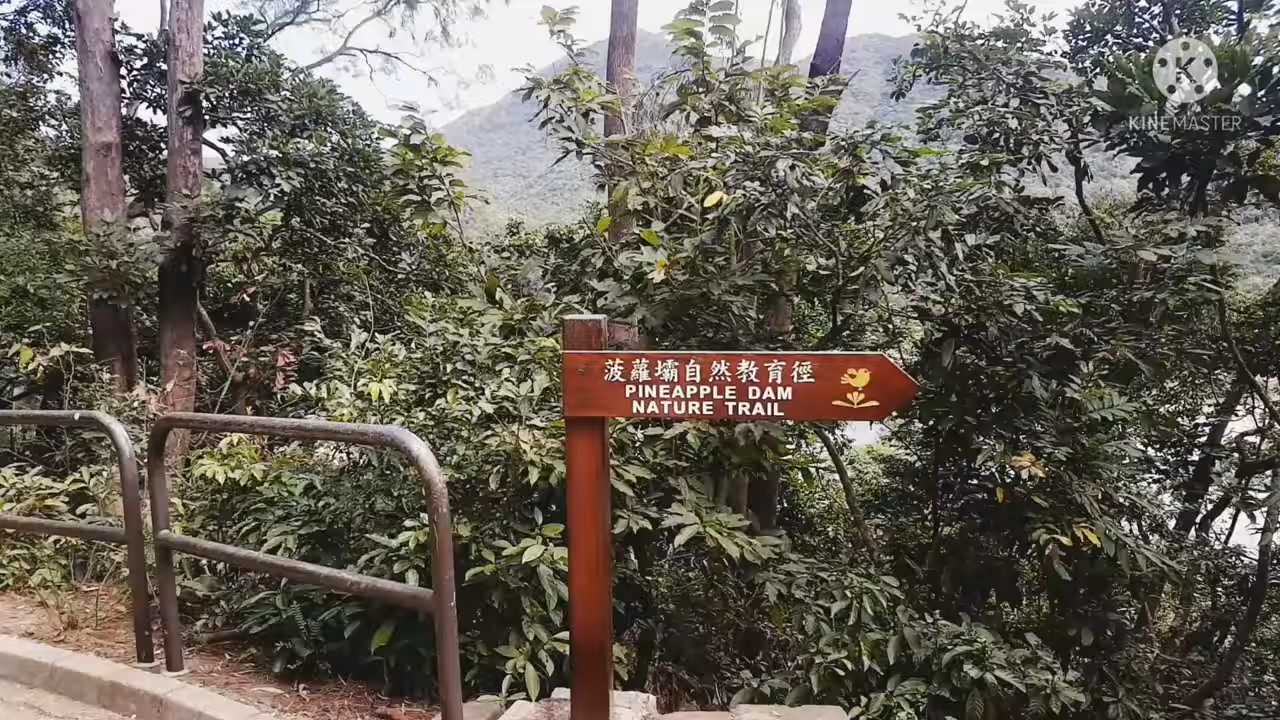 K
KINEMASTER
菠蘿壩自然教育徑
PINEAPPLE DAM
NATURE TRAIL